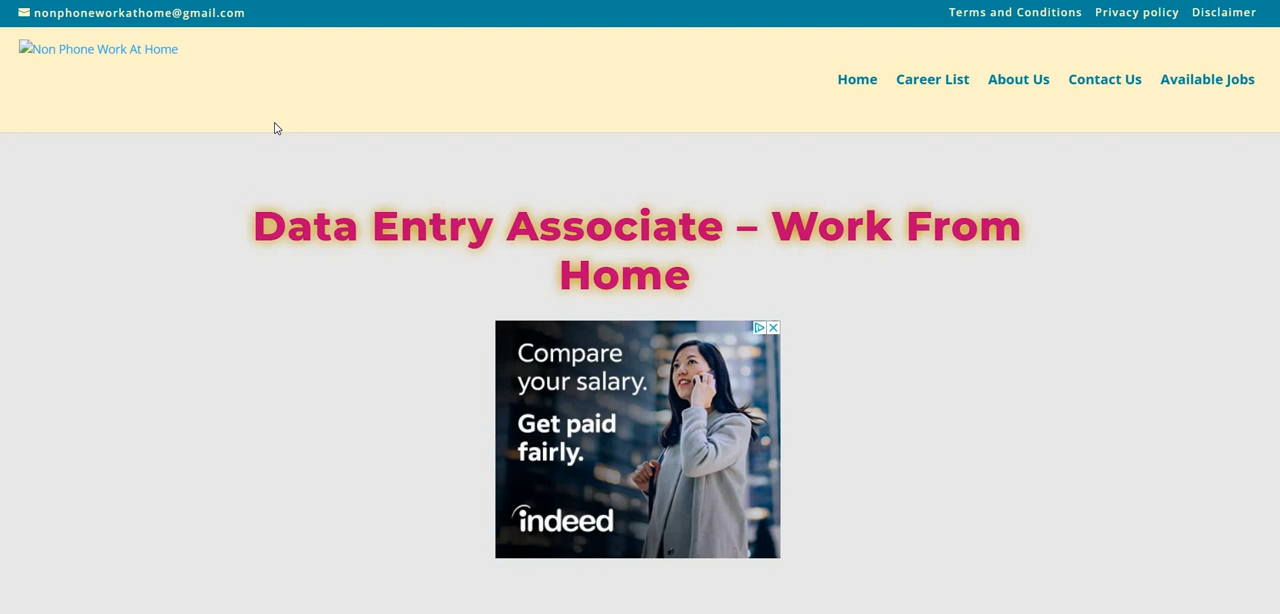 nonphoneworkathome@gmail.com
Terms and Conditions Privacy policy Disclaimer
Non Phone Work At Home
Home Career List About Us Contact Us Available Jobs
Data Entry Associate – Work From
Home
Compare
your salary.
Get paid
fairly.
indeed